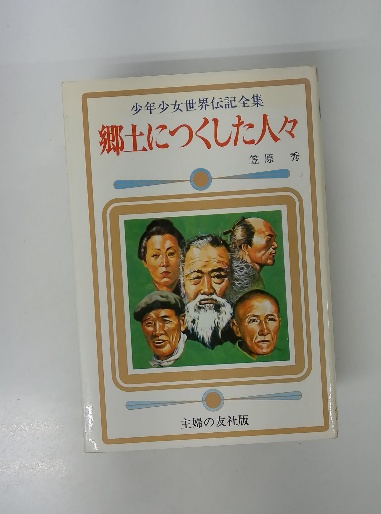 少年少女世界伝記全集
郷土につくした人々
笠原 秀
主婦の友社版